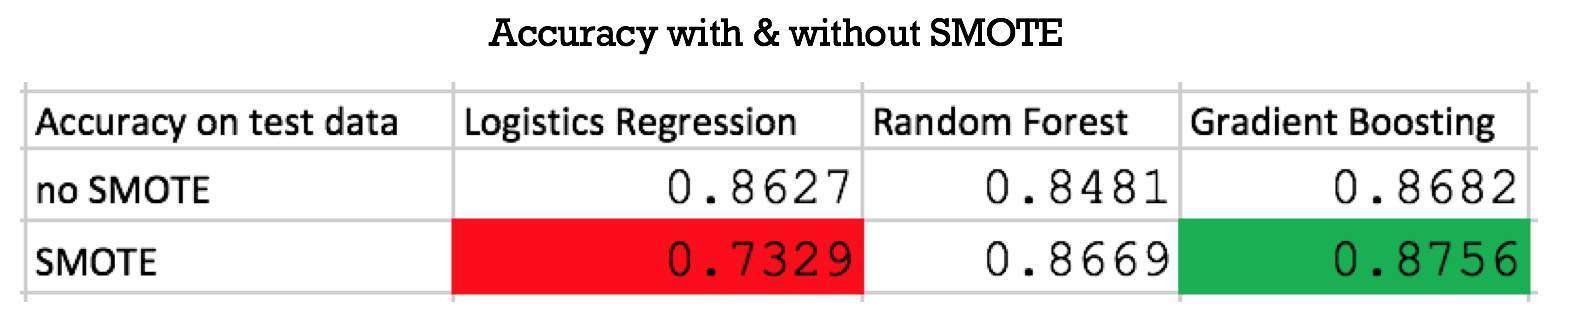 Accuracy with & without SMOTE
Accuracy on test data Logistics Regression Random Forest Gradient Boosting
no SMOTE 0.8627 0.8481 0.8682
SMOTE 0.7329 0.8669 0.8756